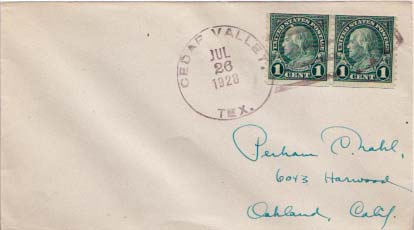 CEDAR VALLEY.
JUL
26
1928
TEX.
UNITED STATES POSTAGE
1 CENT 1
UNITED STATES POSTAGE
1 CENT 1
Perham C. Nahl,
6043 Harwood
Oakland, Calif.